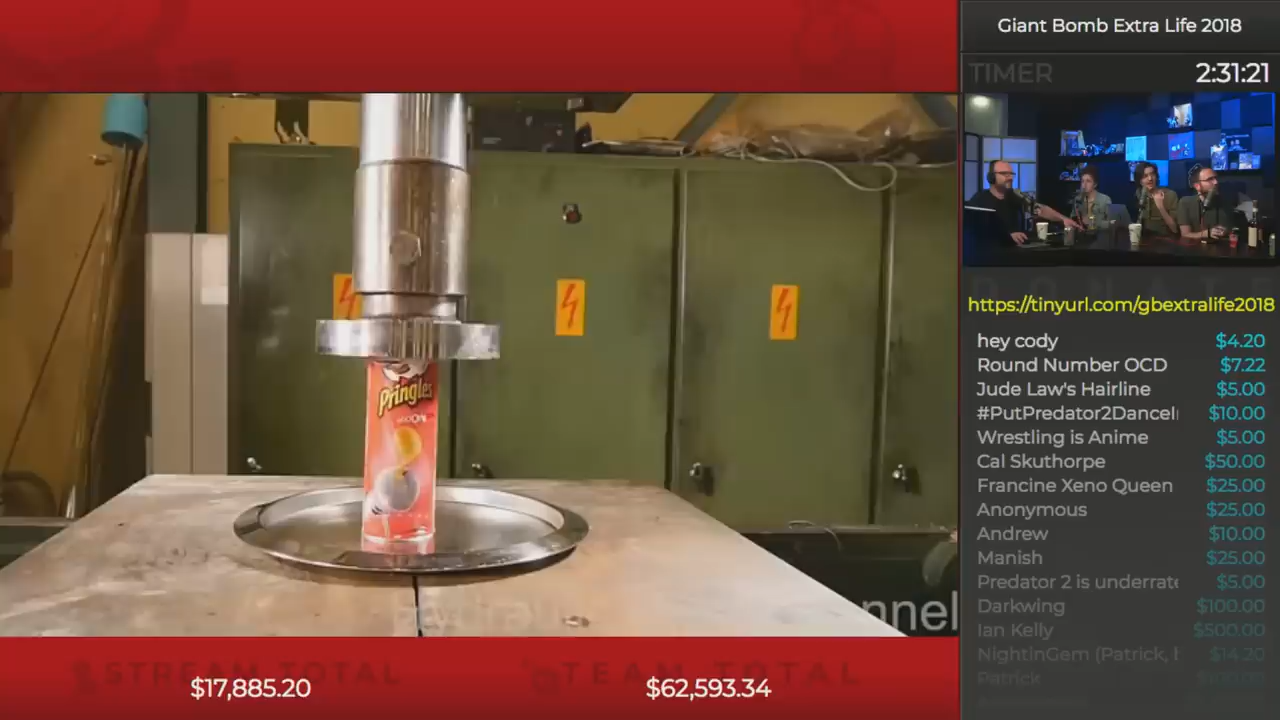 Giant Bomb Extra Life 2018
TIMER 2:31:21
Pringles
https://tinyurl.com/gbextralife2018
hey cody $4.20
Round Number OCD $7.22
Jude Law's Hairline $5.00
#PutPredator2DanceI $10.00
Wrestling is Anime $5.00
Cal Skuthorpe $50.00
Francine Xeno Queen $25.00
Anonymous $25.00
Andrew $10.00
Manish $25.00
Predator 2 is underrate $5.00
Darkwing $100.00
Ian Kelly $500.00
NightInGem (Patrick, $14.20
Patrick
nnel
STREAM TOTAL
$17,885.20
TEAM TOTAL
$62,593.34